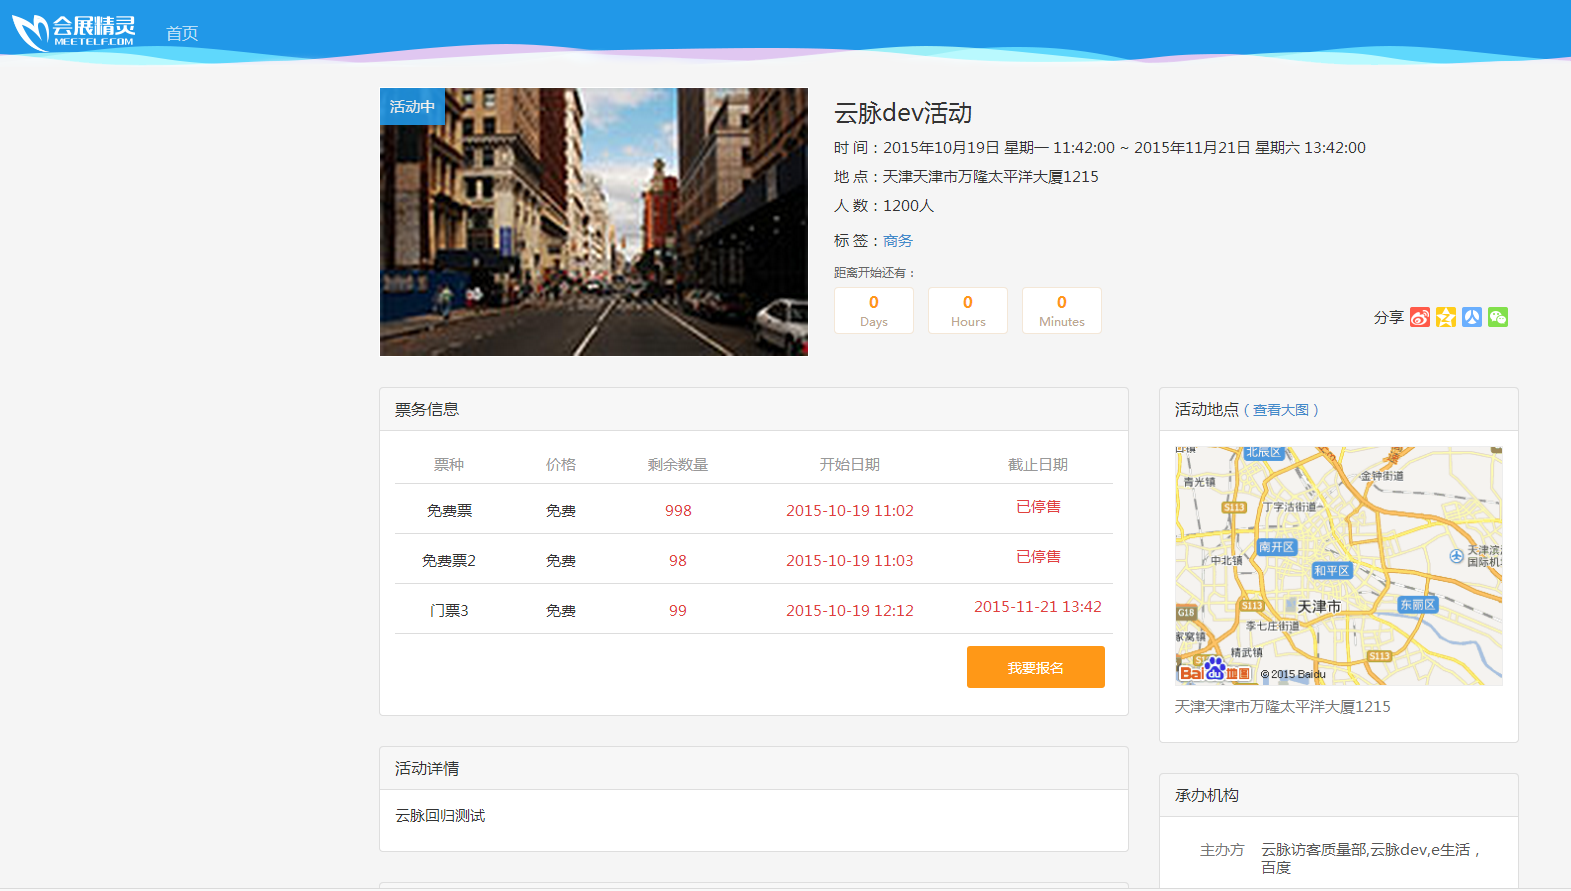 会展精灵
MEETELF.COM
首页
活动中
云脉dev活动
时 间：2015年10月19日 星期一 11:42:00 ~ 2015年11月21日 星期六 13:42:00
地 点：天津天津市万隆太平洋大厦1215
人 数：1200人
标 签：商务
距离开始还有：
0 0 0
Days Hours Minutes
分享
票务信息
票种 价格 剩余数量 开始日期 截止日期
免费票 免费 998 2015-10-19 11:02 已停售
免费票2 免费 98 2015-10-19 11:03 已停售
门票3 免费 99 2015-10-19 12:12 2015-11-21 13:42
我要报名
活动详情
云脉回归测试
活动地点 ( 查看大图 )
北辰区
青光镇
金钟街道
S113
丁字沽街道
南开区
天津滨
国际机
中北镇
和平区
G18
S113
天津市
东丽区
李七庄街道
家窝镇
精武镇
S113
Bai du 地图
© 2015 Baidu
天津天津市万隆太平洋大厦1215
承办机构
主办方 云脉访客质量部,云脉dev,e生活，
百度